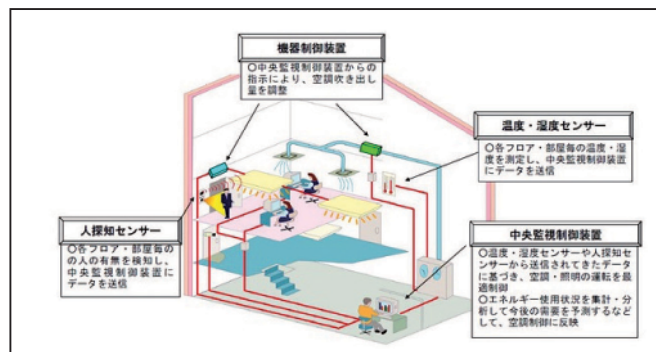 機器制御装置
○中央監視制御装置からの
指示により、空調吹き出し
量を調整
温度・湿度センサー
○各フロア・部屋毎の温度・湿
度を測定し、中央監視制御装置
にデータを送信
人探知センサー
○各フロア・部屋毎の
の人の有無を検知し、
中央監視制御装置に
データを送信
中央監視制御装置
○温度・湿度センサーや人探知セ
ンサーから送信されてきたデータ
に基づき、空調・照明の運転を最
適制御
○エネルギー使用状況を集計・分
析して今後の需要を予測するなど
して、空調制御に反映